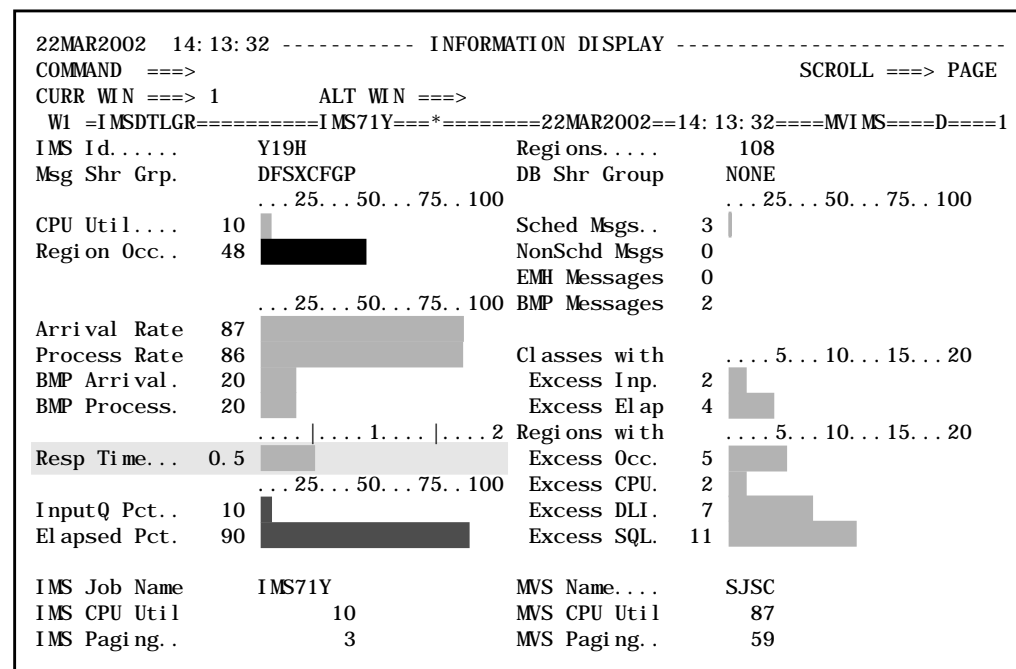 22MAR2002  14:13:32 ----------- INFORMATION DISPLAY ---------------------------
COMMAND  ===>                                                 SCROLL ===> PAGE
CURR WIN ===> 1        ALT WIN ===>
W1 =IMSDTLGR==========IMS71Y===*========22MAR2002==14:13:32====MVIMS====D====1
IMS Id......      Y19H                 Regions.....      108
Msg Shr Grp.      DFSXCFGP             DB Shr Group     NONE
...25...50...75..100                    ...25...50...75..100
CPU Util....   10                      Sched Msgs..   3
Region Occ..   48                      NonSchd Msgs   0
EMH Messages   0
...25...50...75..100 BMP Messages   2
Arrival Rate   87
Process Rate   86                      Classes with     ....5...10...15...20
BMP Arrival.   20                       Excess Inp.   2
BMP Process.   20                       Excess Elap   4
....|....1....|....2 Regions with     ....5...10...15...20
Resp Time...  0.5                       Excess Occ.   5
...25...50...75..100  Excess CPU.   2
InputQ Pct..   10                       Excess DLI.   7
Elapsed Pct.   90                       Excess SQL.  11
IMS Job Name      IMS71Y               MVS Name....     SJSC
IMS CPU Util            10             MVS CPU Util       87
IMS Paging..             3             MVS Paging..       59